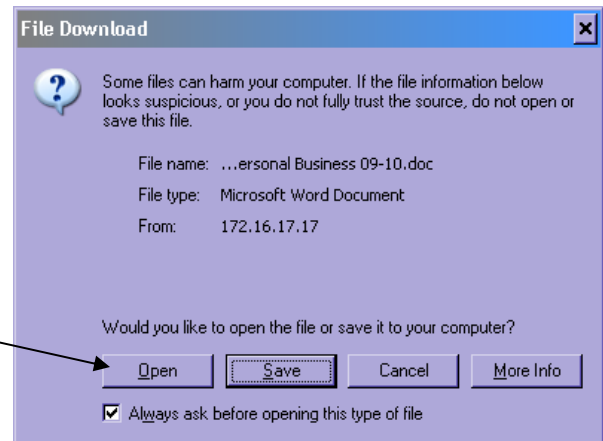 File Download
Some files can harm your computer. If the file information below
looks suspicious, or you do not fully trust the source, do not open or
save this file.
File name: ...ersonal Business 09-10.doc
File type: Microsoft Word Document
From: 172.16.17.17
Would you like to open the file or save it to your computer?
Open Save Cancel More Info
Always ask before opening this type of file